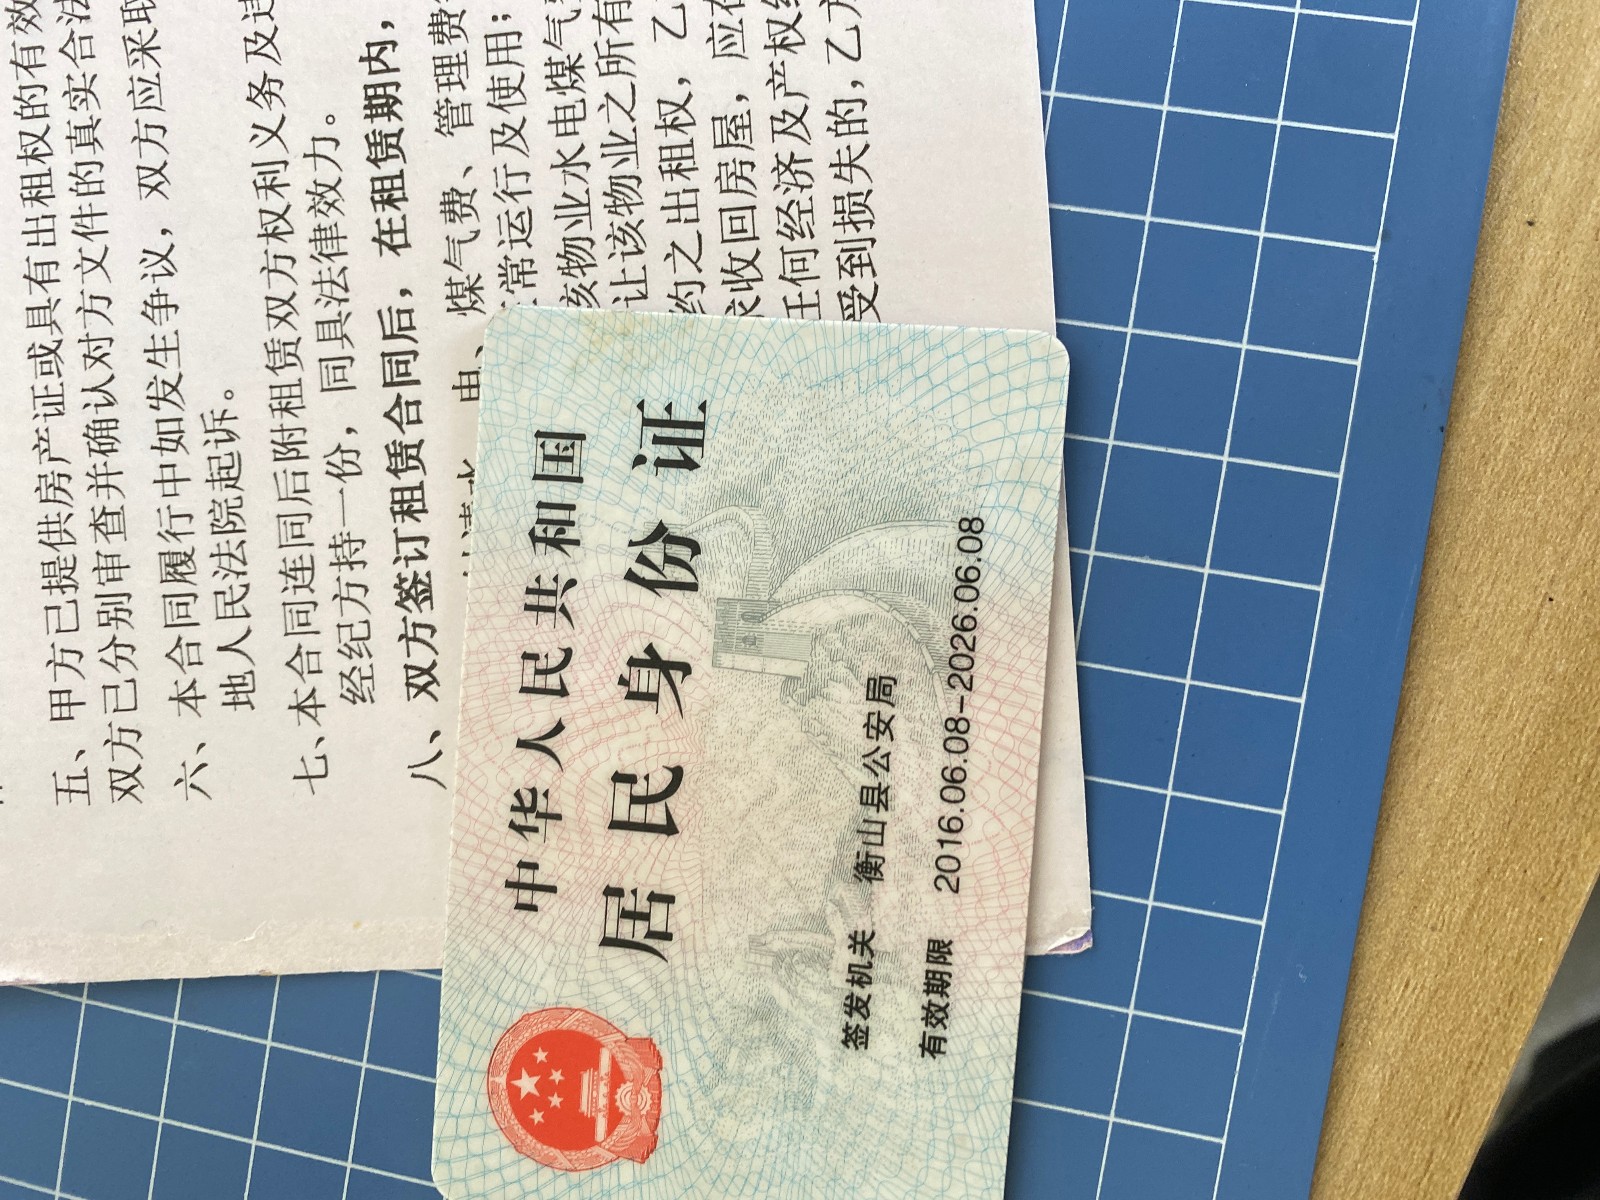 五、甲方已提供房产证或具有出租权的有效
双方已分别审查并确认对方文件的真实合法
六、本合同履行中如发生争议，双方应采取
地人民法院起诉。
七、本合同连同后附租赁双方权利义务及违
经纪方持一份，同具法律效力。
八、双方签订租赁合同后，在租赁期内，
电、煤气费、管理费
常运行及使用；
该物业水电煤气
让该物业之所有
约之出租权，乙
求收回房屋，应在
任何经济及产权
受到损失的，乙方
中华人民共和国
居民身份证
签发机关 衡山县公安局
有效期限 2016.06.08-2026.06.08